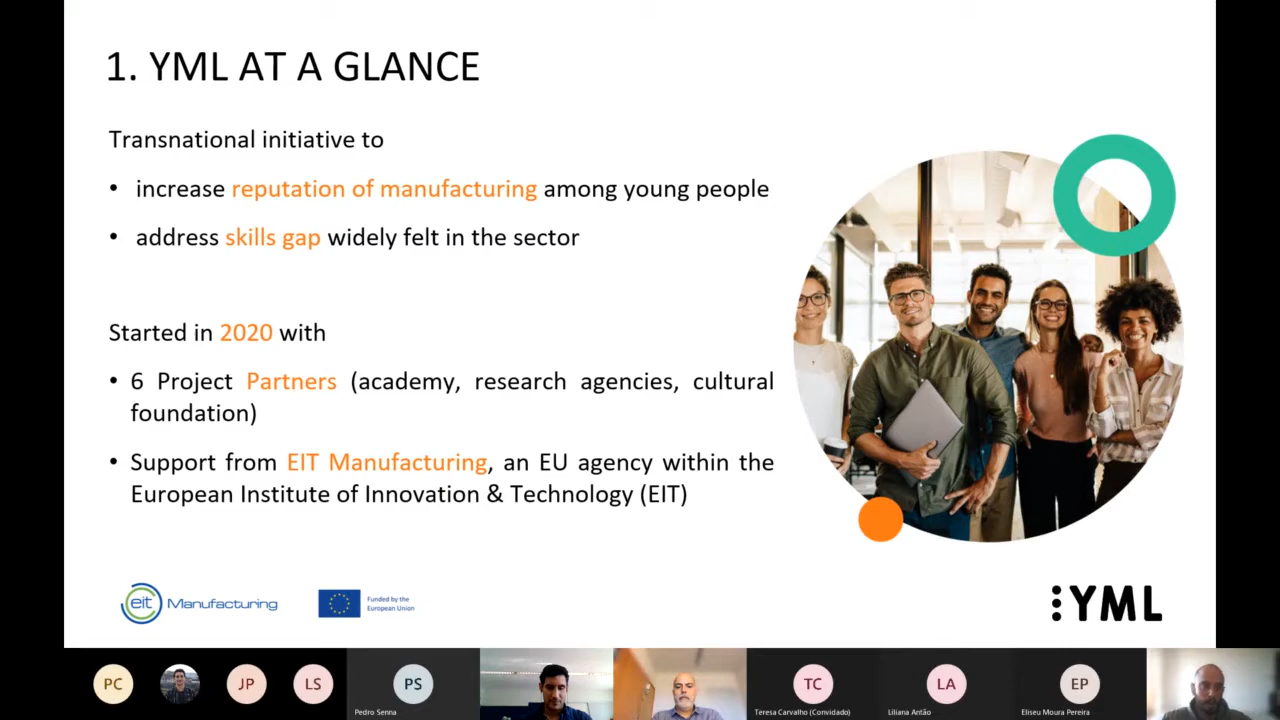 1. YML AT A GLANCE
Transnational initiative to
• increase reputation of manufacturing among young people
• address skills gap widely felt in the sector
Started in 2020 with
• 6 Project Partners (academy, research agencies, cultural
foundation)
• Support from EIT Manufacturing, an EU agency within the
European Institute of Innovation & Technology (EIT)
eit Manufacturing
Funded by the
European Union
YML
PC
JP
LS
PS
TC
LA
EP
Pedro Senna
Teresa Carvalho (Convidado)
Liliana Antão
Eliseu Moura Pereira